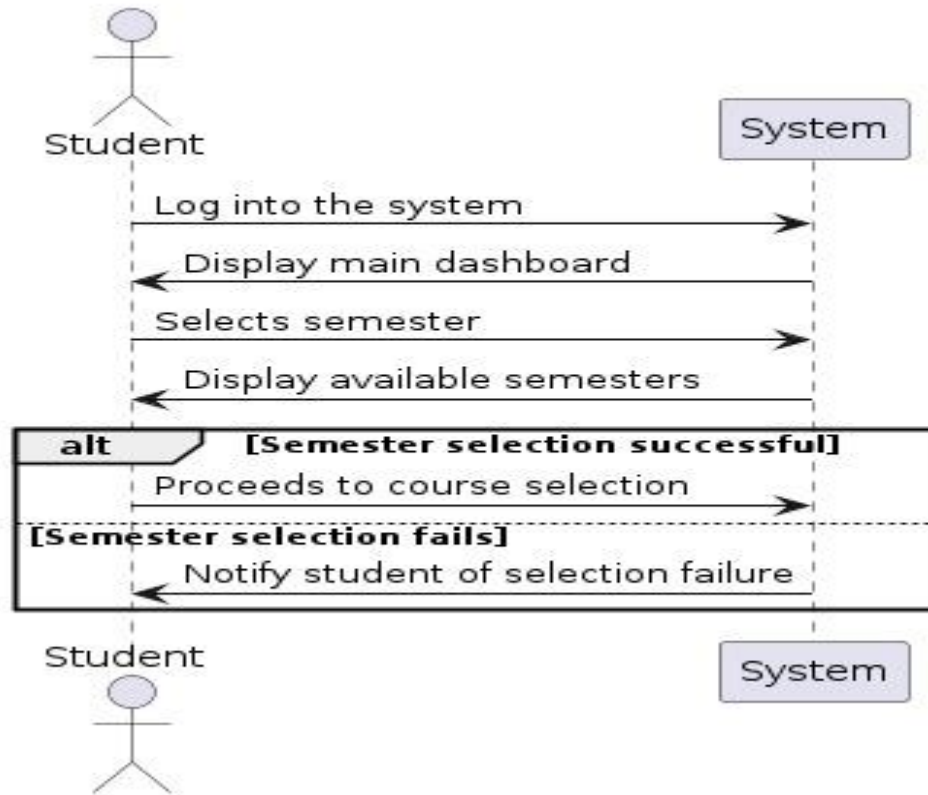 Student
System
Log into the system
Display main dashboard
Selects semester
Display available semesters
alt [Semester selection successful]
Proceeds to course selection
[Semester selection fails]
Notify student of selection failure
Student
System